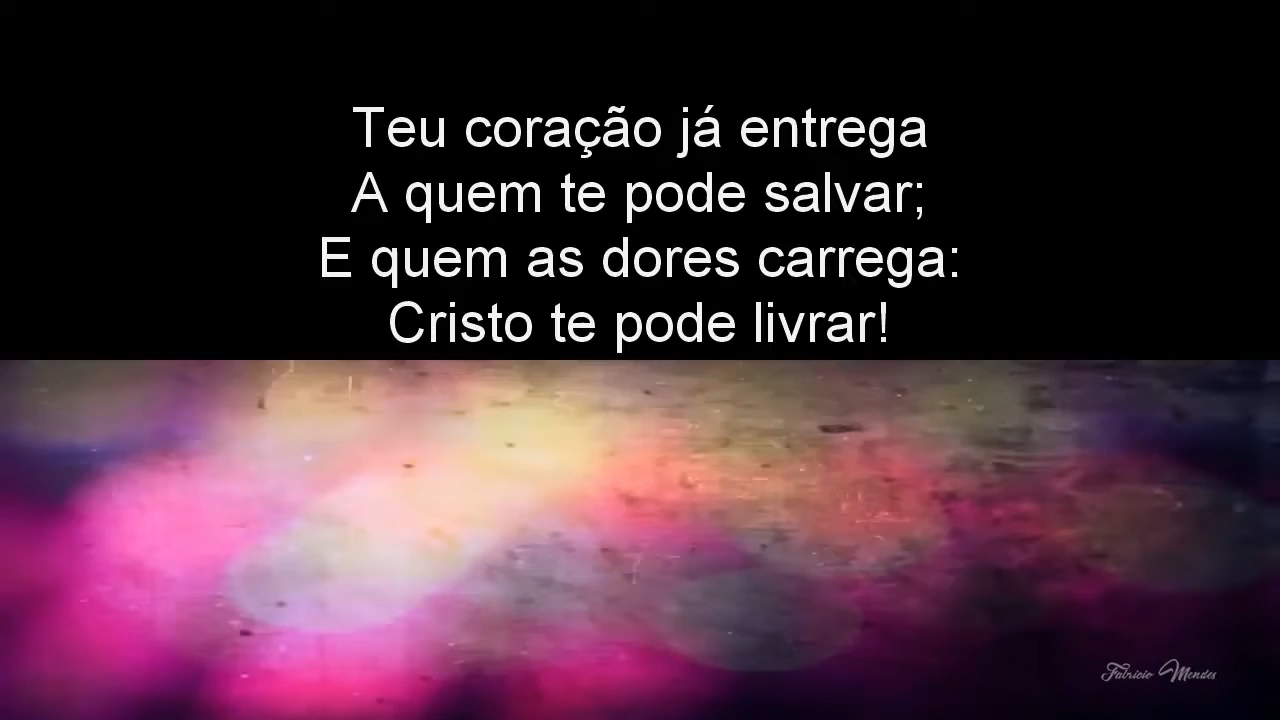 Teu coração já entrega
A quem te pode salvar;
E quem as dores carrega:
Cristo te pode livrar!
Fabricio Mendes